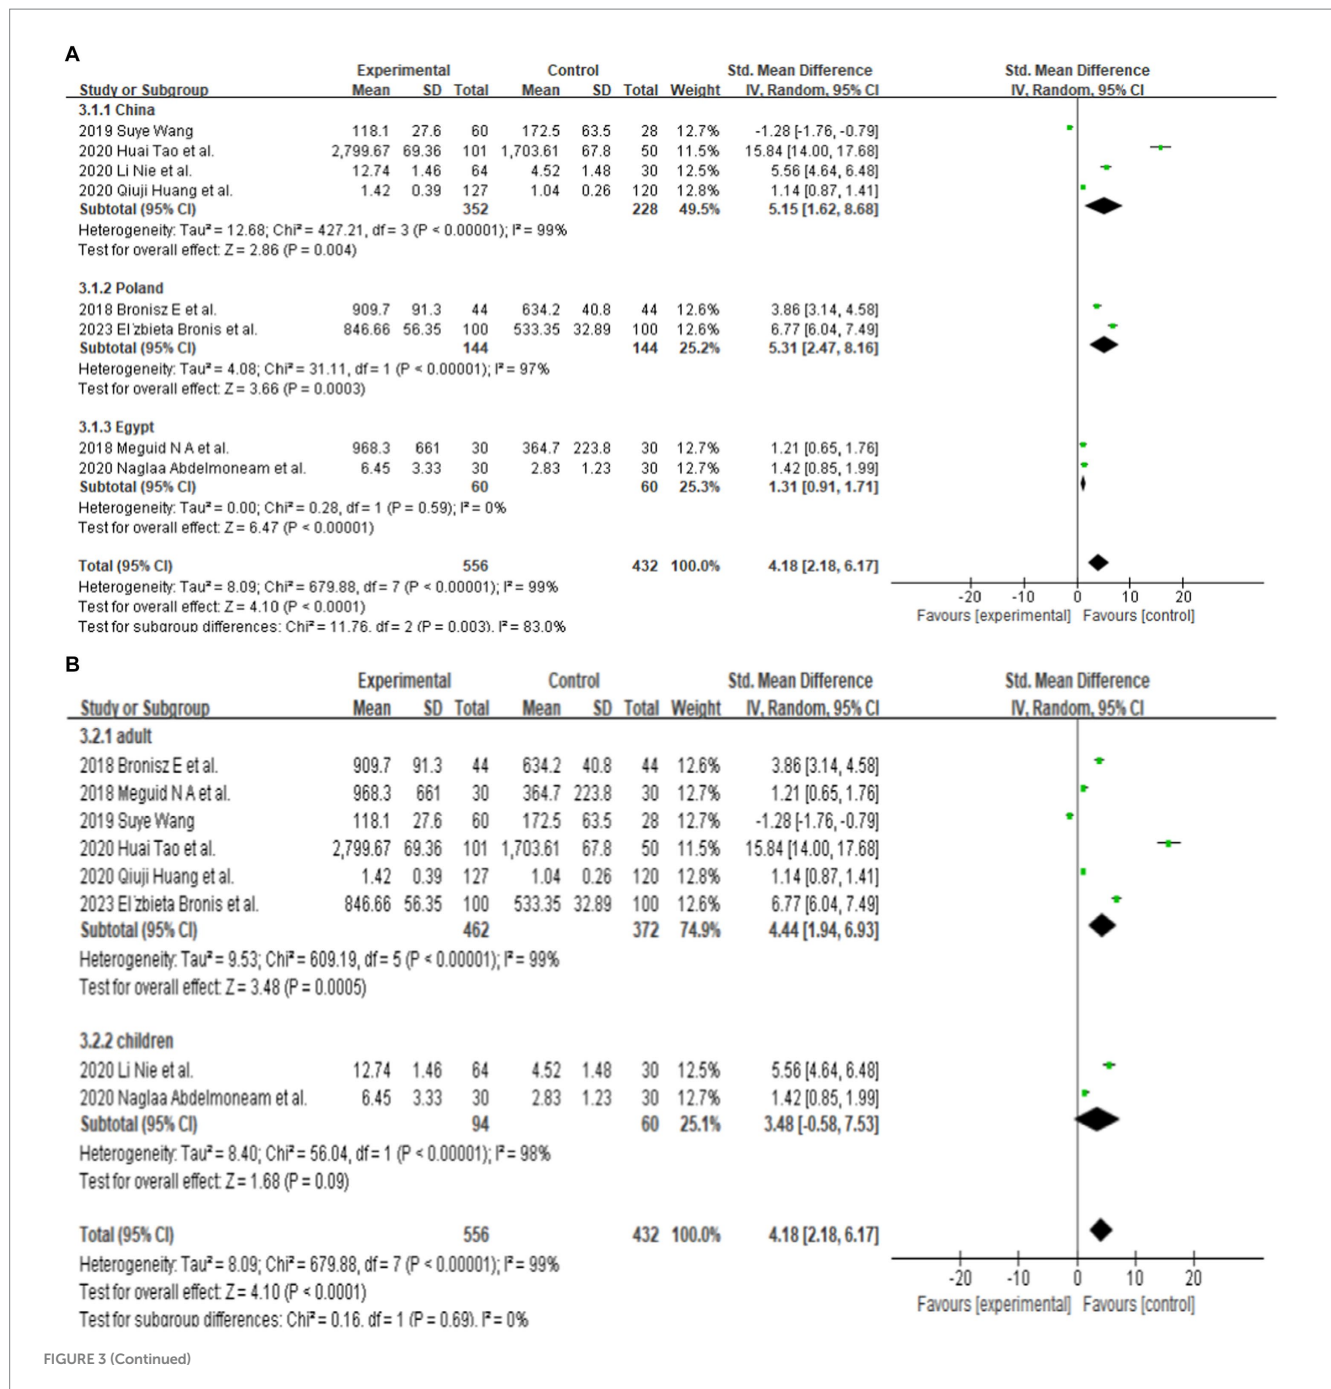 A
Experimental Control Std. Mean Difference Std. Mean Difference
Study or Subgroup Mean SD Total Mean SD Total Weight IV, Random, 95% CI IV, Random, 95% CI
3.1.1 China
2019 Suye Wang 118.1 27.6 60 172.5 63.5 28 12.7% -1.28 [-1.76, -0.79]
2020 Huai Tao et al. 2,799.67 69.36 101 1,703.61 67.8 50 11.5% 15.84 [14.00, 17.68]
2020 Li Nie et al. 12.74 1.46 64 4.52 1.48 30 12.5% 5.56 [4.64, 6.48]
2020 Qiuji Huang et al. 1.42 0.39 127 1.04 0.26 120 12.8% 1.14 [0.87, 1.41]
Subtotal (95% CI) 352 228 49.5% 5.15 [1.62, 8.68]
Heterogeneity: Tau² = 12.68; Chi² = 427.21, df = 3 (P < 0.00001); I² = 99%
Test for overall effect: Z = 2.86 (P = 0.004)
3.1.2 Poland
2018 Bronisz E et al. 909.7 91.3 44 634.2 40.8 44 12.6% 3.86 [3.14, 4.58]
2023 El´zbieta Bronis et al. 846.66 56.35 100 533.35 32.89 100 12.6% 6.77 [6.04, 7.49]
Subtotal (95% CI) 144 144 25.2% 5.31 [2.47, 8.16]
Heterogeneity: Tau² = 4.08; Chi² = 31.11, df = 1 (P < 0.00001); I² = 97%
Test for overall effect: Z = 3.66 (P = 0.0003)
3.1.3 Egypt
2018 Meguid N A et al. 968.3 661 30 364.7 223.8 30 12.7% 1.21 [0.65, 1.76]
2020 Naglaa Abdelmoneam et al. 6.45 3.33 30 2.83 1.23 30 12.7% 1.42 [0.85, 1.99]
Subtotal (95% CI) 60 60 25.3% 1.31 [0.91, 1.71]
Heterogeneity: Tau² = 0.00; Chi² = 0.28, df = 1 (P = 0.59); I² = 0%
Test for overall effect: Z = 6.47 (P < 0.00001)
Total (95% CI) 556 432 100.0% 4.18 [2.18, 6.17]
Heterogeneity: Tau² = 8.09; Chi² = 679.88, df = 7 (P < 0.00001); I² = 99%
Test for overall effect: Z = 4.10 (P < 0.0001)
Test for subgroup differences: Chi² = 11.76. df = 2 (P = 0.003). I² = 83.0%
-20 -10 0 10 20
Favours [experimental] Favours [control]
B
Experimental Control Std. Mean Difference Std. Mean Difference
Study or Subgroup Mean SD Total Mean SD Total Weight IV, Random, 95% CI IV, Random, 95% CI
3.2.1 adult
2018 Bronisz E et al. 909.7 91.3 44 634.2 40.8 44 12.6% 3.86 [3.14, 4.58]
2018 Meguid N A et al. 968.3 661 30 364.7 223.8 30 12.7% 1.21 [0.65, 1.76]
2019 Suye Wang 118.1 27.6 60 172.5 63.5 28 12.7% -1.28 [-1.76, -0.79]
2020 Huai Tao et al. 2,799.67 69.36 101 1,703.61 67.8 50 11.5% 15.84 [14.00, 17.68]
2020 Qiuji Huang et al. 1.42 0.39 127 1.04 0.26 120 12.8% 1.14 [0.87, 1.41]
2023 El´zbieta Bronis et al. 846.66 56.35 100 533.35 32.89 100 12.6% 6.77 [6.04, 7.49]
Subtotal (95% CI) 462 372 74.9% 4.44 [1.94, 6.93]
Heterogeneity: Tau² = 9.53; Chi² = 609.19, df = 5 (P < 0.00001); I² = 99%
Test for overall effect: Z = 3.48 (P = 0.0005)
3.2.2 children
2020 Li Nie et al. 12.74 1.46 64 4.52 1.48 30 12.5% 5.56 [4.64, 6.48]
2020 Naglaa Abdelmoneam et al. 6.45 3.33 30 2.83 1.23 30 12.7% 1.42 [0.85, 1.99]
Subtotal (95% CI) 94 60 25.1% 3.48 [-0.58, 7.53]
Heterogeneity: Tau² = 8.40; Chi² = 56.04, df = 1 (P < 0.00001); I² = 98%
Test for overall effect: Z = 1.68 (P = 0.09)
Total (95% CI) 556 432 100.0% 4.18 [2.18, 6.17]
Heterogeneity: Tau² = 8.09; Chi² = 679.88, df = 7 (P < 0.00001); I² = 99%
Test for overall effect: Z = 4.10 (P < 0.0001)
Test for subgroup differences: Chi² = 0.16. df = 1 (P = 0.69). I² = 0%
-20 -10 0 10 20
Favours [experimental] Favours [control]
FIGURE 3 (Continued)